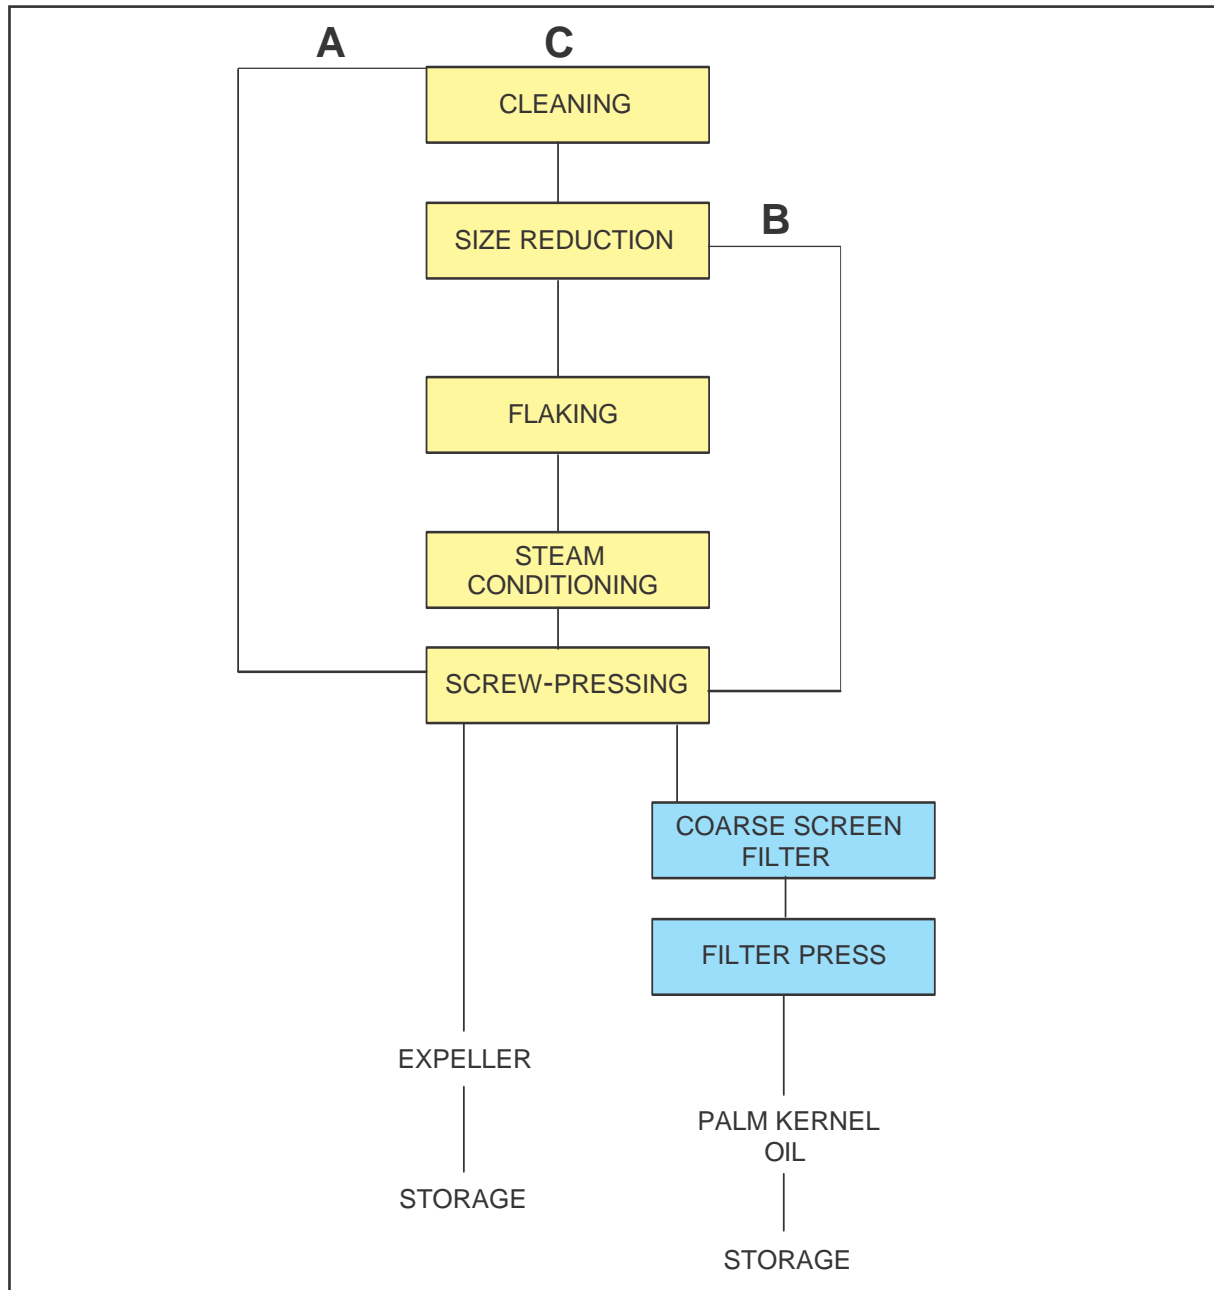 A
C
CLEANING
SIZE REDUCTION
B
FLAKING
STEAM
CONDITIONING
SCREW-PRESSING
COARSE SCREEN
FILTER
FILTER PRESS
EXPELLER
PALM KERNEL
OIL
STORAGE
STORAGE